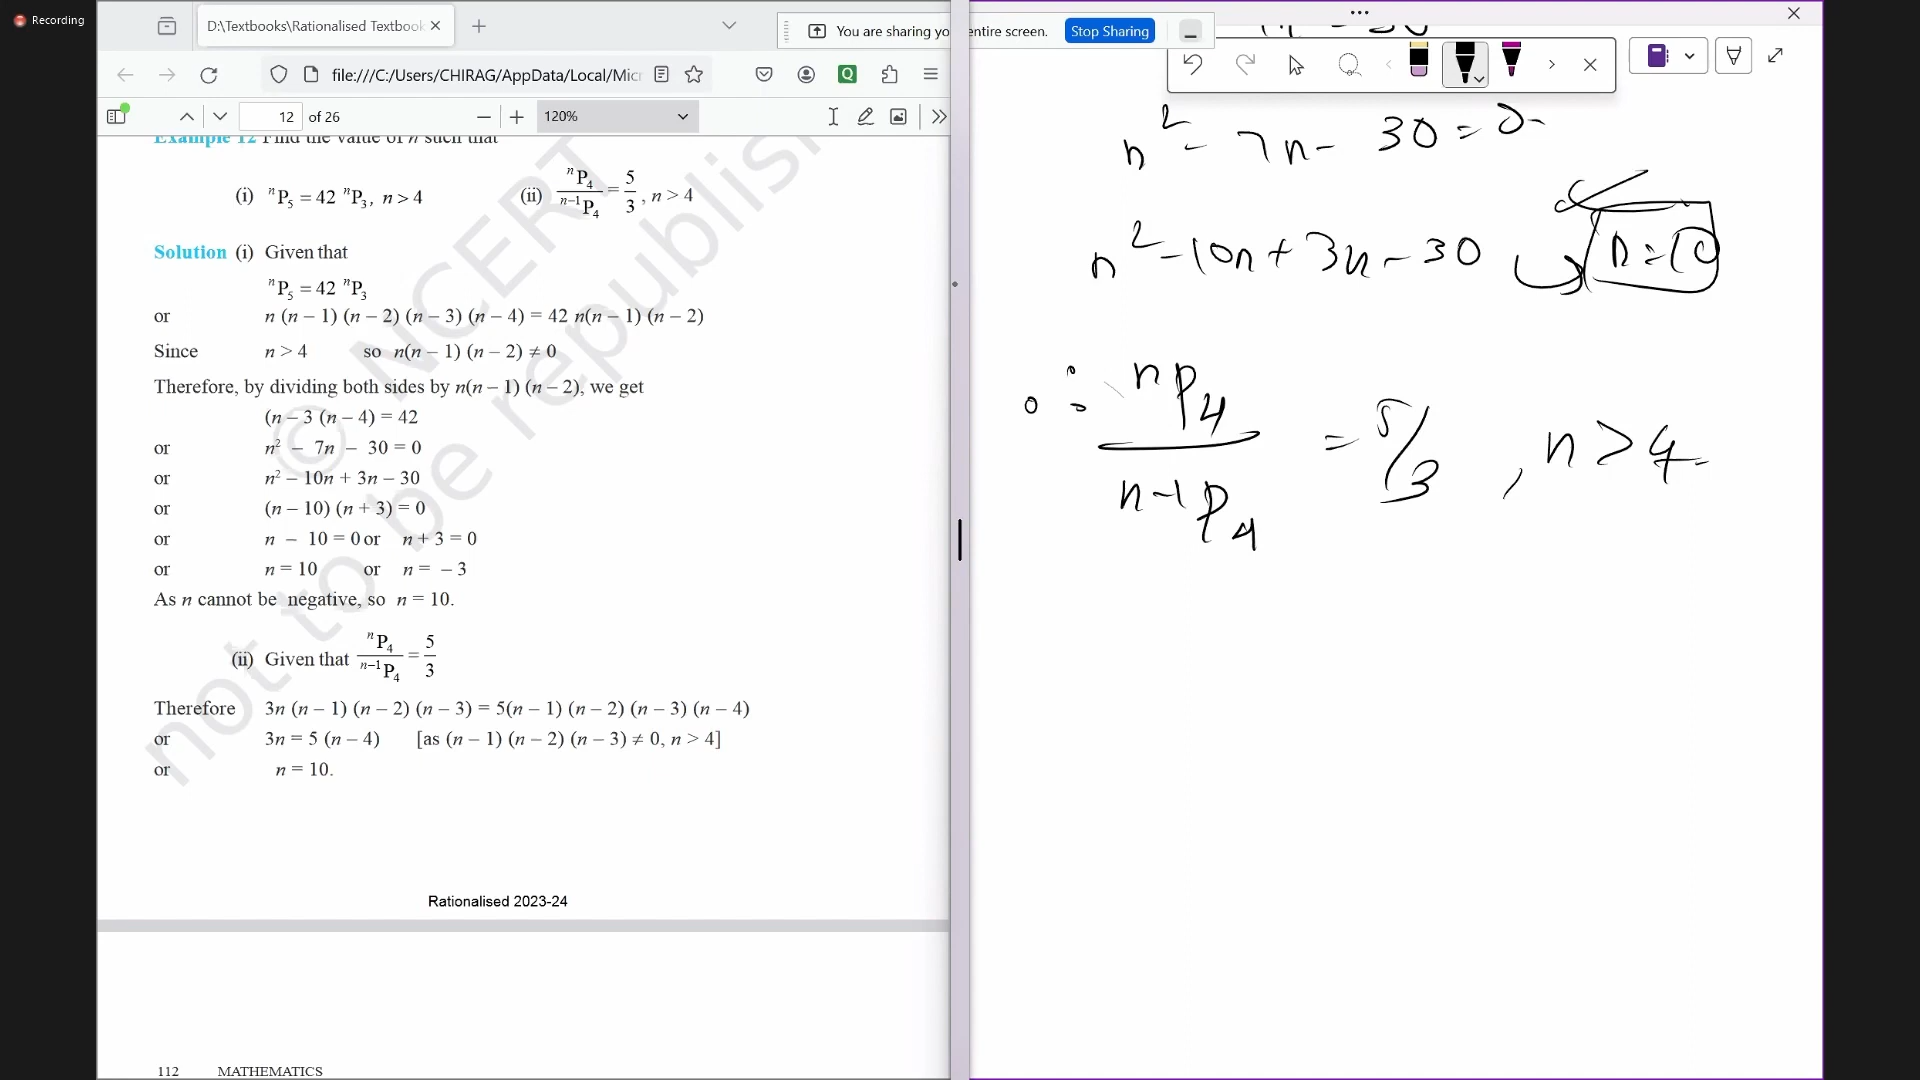 Recording
D:\Textbooks\Rationalised Textbook
You are sharing yo
entire screen.
Stop Sharing
file:///C:/Users/CHIRAG/AppData/Local/Micr
12 of 26
120%
Example 12 Find the value of n such that
(i) ⁿP₅ = 42 ⁿP₃, n > 4 (ii) ⁿP₄ / ⁿ⁻¹P₄ = 5/3, n > 4
Solution (i) Given that
ⁿP₅ = 42 ⁿP₃
or n (n – 1) (n – 2) (n – 3) (n – 4) = 42 n(n – 1) (n – 2)
Since n > 4 so n(n – 1) (n – 2) ≠ 0
Therefore, by dividing both sides by n(n – 1) (n – 2), we get
(n – 3 (n – 4) = 42
or n² – 7n – 30 = 0
or n² – 10n + 3n – 30
or (n – 10) (n + 3) = 0
or n – 10 = 0 or n + 3 = 0
or n = 10 or n = – 3
As n cannot be negative, so n = 10.
(ii) Given that ⁿP₄ / ⁿ⁻¹P₄ = 5/3
Therefore 3n (n – 1) (n – 2) (n – 3) = 5(n – 1) (n – 2) (n – 3) (n – 4)
or 3n = 5 (n – 4) [as (n – 1) (n – 2) (n – 3) ≠ 0, n > 4]
or n = 10.
© NCERT
not to be republis
Rationalised 2023-24
112 MATHEMATICS
n² - 7n - 30 = 0
n² - 10n + 3n - 30
n = 10
nP₄ / n-1P₄ = 5/3 , n > 4